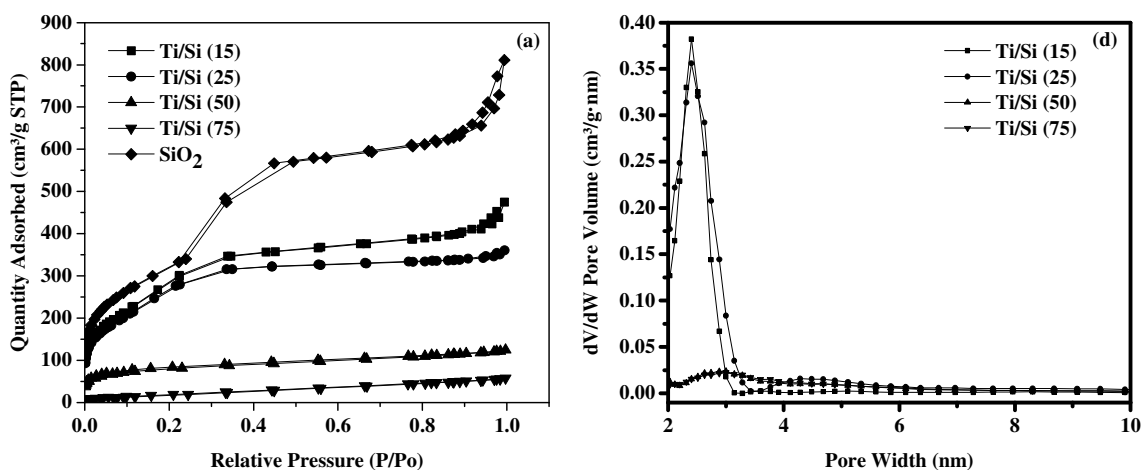 (a)
Ti/Si (15)
Ti/Si (25)
Ti/Si (50)
Ti/Si (75)
SiO₂
900
800
700
600
500
400
300
200
100
0
0.0 0.2 0.4 0.6 0.8 1.0
Quantity Adsorbed (cm³/g STP)
Relative Pressure (P/Po)
(d)
Ti/Si (15)
Ti/Si (25)
Ti/Si (50)
Ti/Si (75)
0.40
0.35
0.30
0.25
0.20
0.15
0.10
0.05
0.00
2 4 6 8 10
dV/dW Pore Volume (cm³/g·nm)
Pore Width (nm)